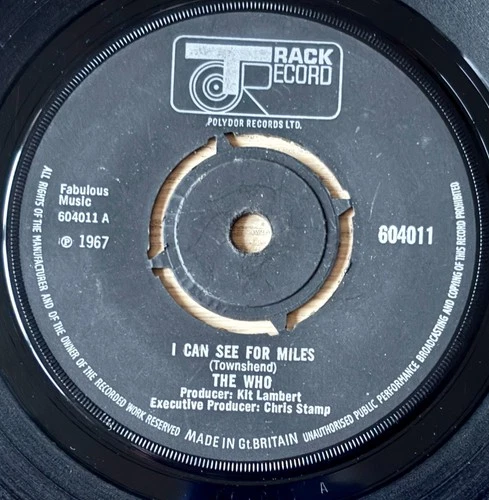 TRACK
RECORD
POLYDOR RECORDS LTD.
Fabulous
Music
604011 A
℗ 1967
604011
I CAN SEE FOR MILES
(Townshend)
THE WHO
Producer: Kit Lambert
Executive Producer: Chris Stamp
ALL RIGHTS OF THE MANUFACTURER AND OF THE OWNER OF THE RECORDED WORK RESERVED
MADE IN Gt. BRITAIN
UNAUTHORISED PUBLIC PERFORMANCE BROADCASTING AND COPYING OF THIS RECORD PROHIBITED
A